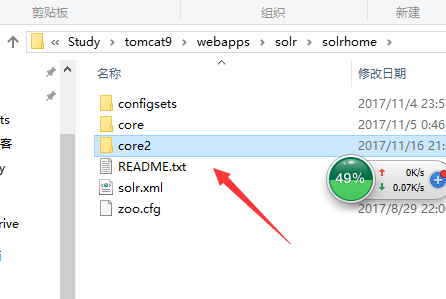 剪贴板 组织 新建
« Study › tomcat9 › webapps › solr › solrhome ›
名称 修改日期
configsets 2017/11/4 23:5
core 2017/11/5 0:46
core2 2017/11/16 21:
README.txt
solr.xml
zoo.cfg 2017/8/29 22:0
ts
客
y
rive
49%
0K/s
0.07K/s